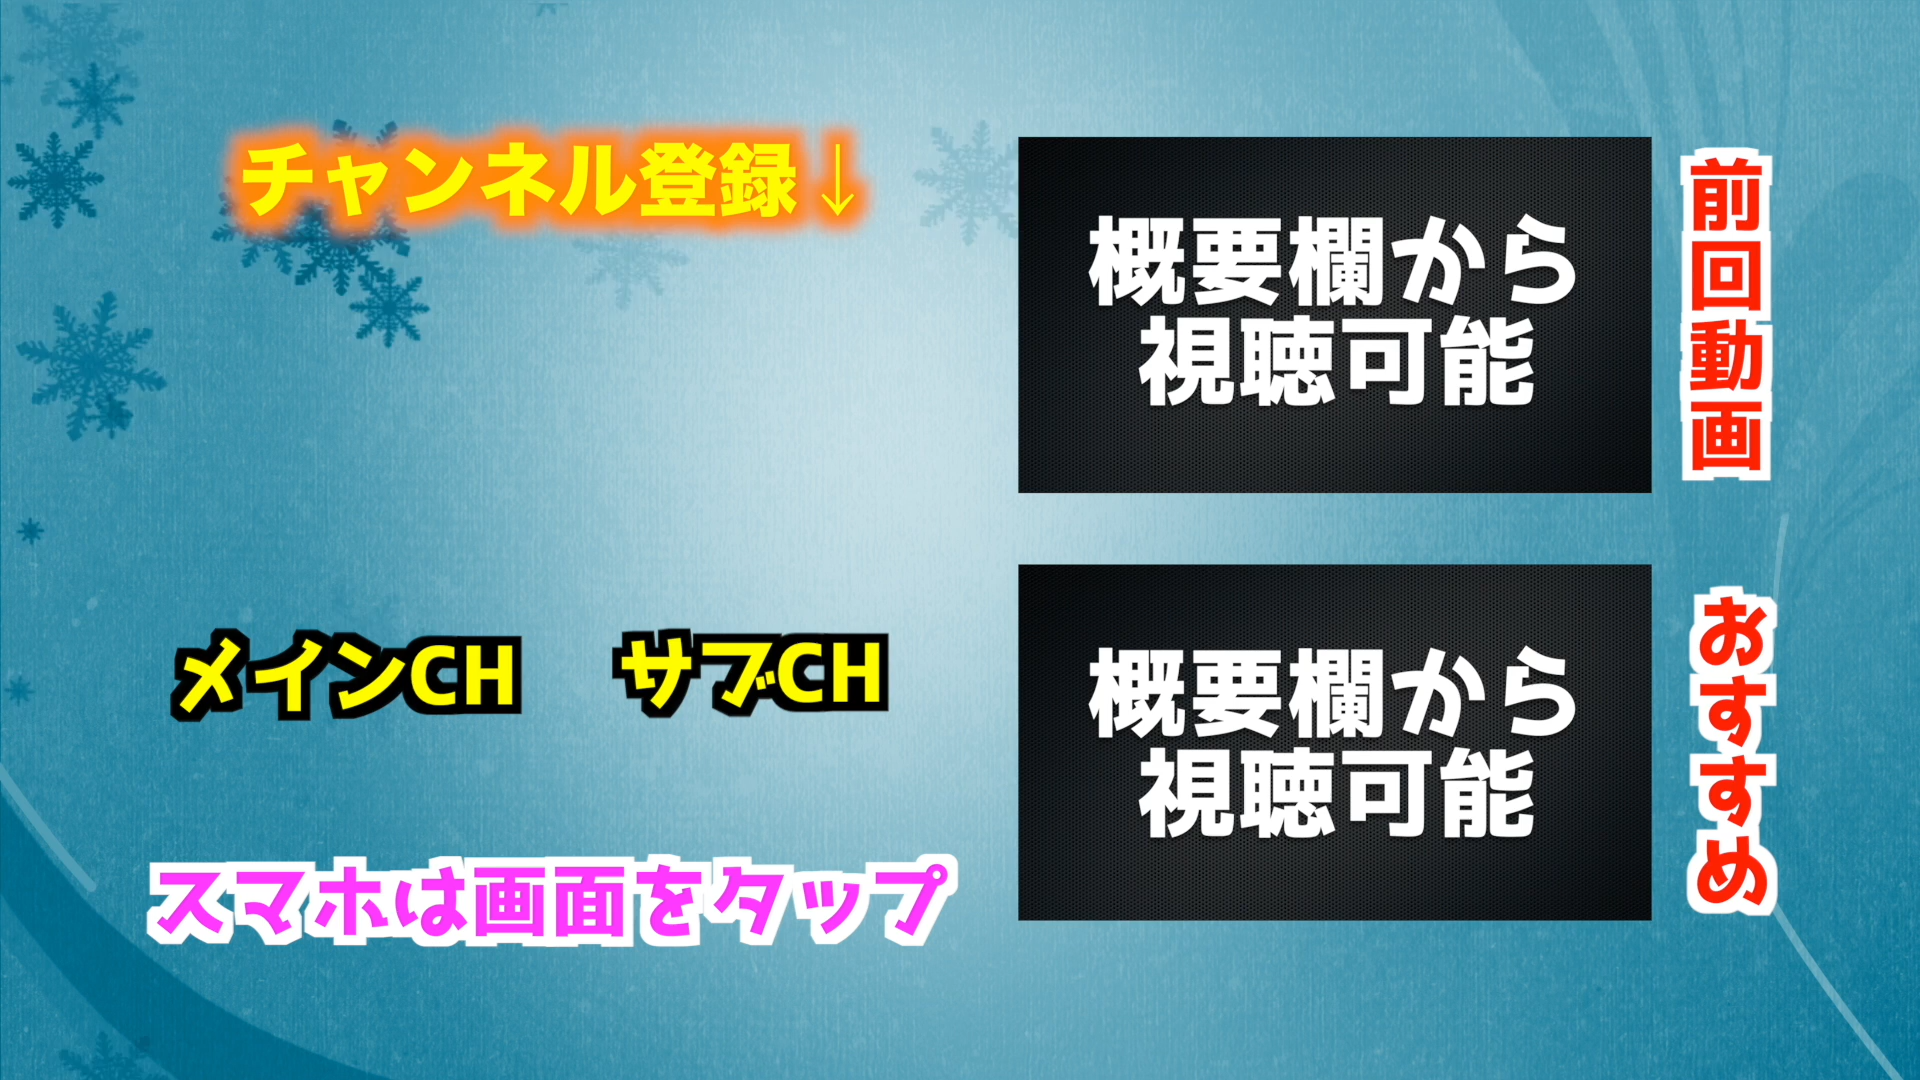 チャンネル登録↓
メインCH
サブCH
スマホは画面をタップ
概要欄から
視聴可能
前回動画
概要欄から
視聴可能
おすすめ